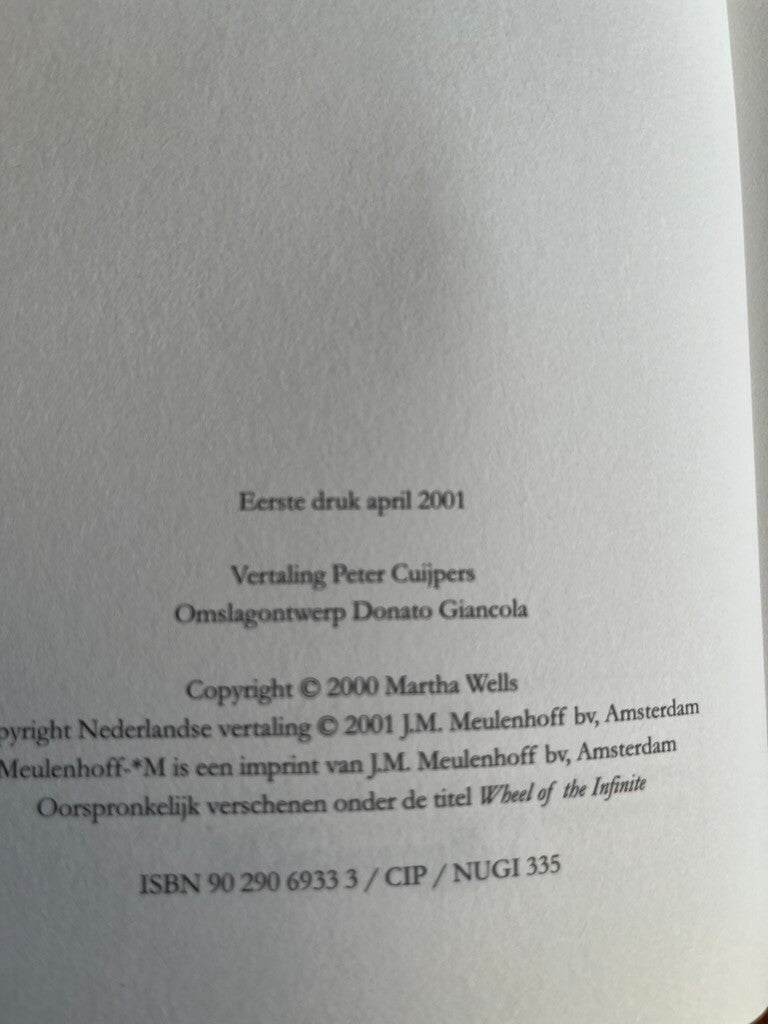 Eerste druk april 2001
Vertaling Peter Cuijpers
Omslagontwerp Donato Giancola
Copyright © 2000 Martha Wells
pyright Nederlandse vertaling © 2001 J.M. Meulenhoff bv, Amsterdam
Meulenhoff-*M is een imprint van J.M. Meulenhoff bv, Amsterdam
Oorspronkelijk verschenen onder de titel Wheel of the Infinite
ISBN 90 290 6933 3 / CIP / NUGI 335